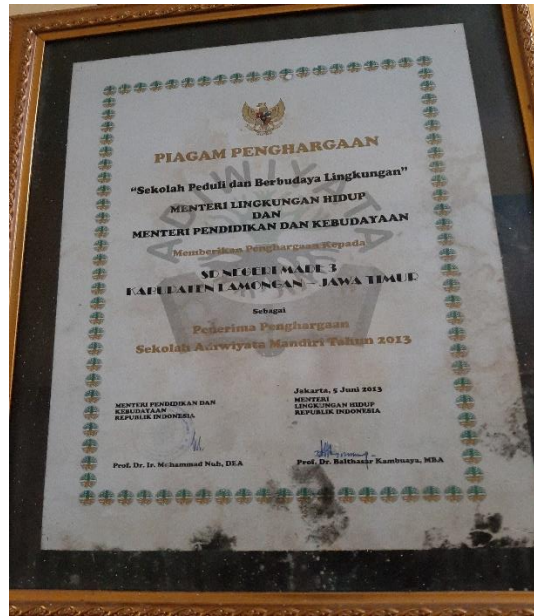 PIAGAM PENGHARGAAN
"Sekolah Peduli dan Berbudaya Lingkungan"
MENTERI LINGKUNGAN HIDUP
DAN
MENTERI PENDIDIKAN DAN KEBUDAYAAN
Memberikan Penghargaan Kepada
SD NEGERI MADE 3
KABUPATEN LAMONGAN – JAWA TIMUR
Sebagai
Penerima Penghargaan
Sekolah Adiwiyata Mandiri Tahun 2013
Jakarta, 5 Juni 2013
MENTERI PENDIDIKAN DAN
KEBUDAYAAN
REPUBLIK INDONESIA
MENTERI
LINGKUNGAN HIDUP
REPUBLIK INDONESIA
Prof. Dr. Ir. Mohammad Nuh, DEA
Prof. Dr. Balthasar Kambuaya, MBA